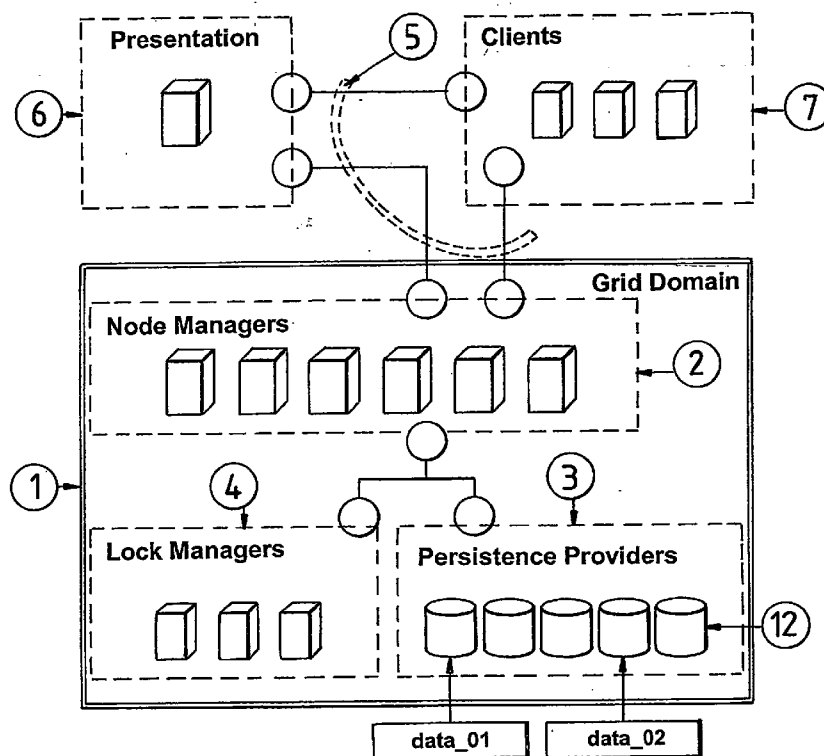 Presentation
5
Clients
6
7
Grid Domain
Node Managers
2
1
4
3
Lock Managers
Persistence Providers
12
data_01
data_02